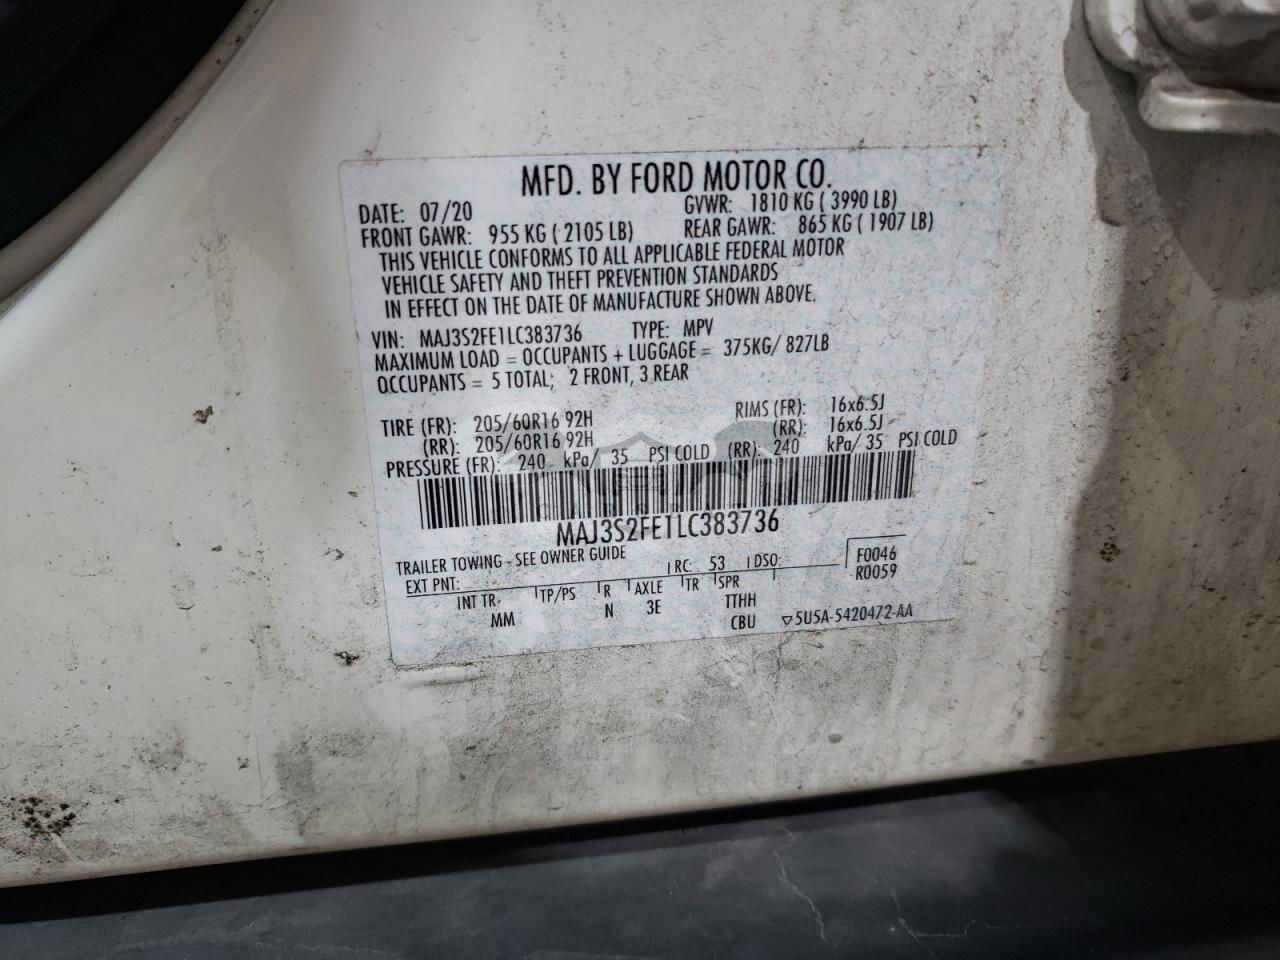 MFD. BY FORD MOTOR CO.
DATE: 07/20 GVWR: 1810 KG ( 3990 LB)
FRONT GAWR: 955 KG ( 2105 LB) REAR GAWR: 865 KG ( 1907 LB)
THIS VEHICLE CONFORMS TO ALL APPLICABLE FEDERAL MOTOR
VEHICLE SAFETY AND THEFT PREVENTION STANDARDS
IN EFFECT ON THE DATE OF MANUFACTURE SHOWN ABOVE.
VIN: MAJ3S2FE1LC383736 TYPE: MPV
MAXIMUM LOAD = OCCUPANTS + LUGGAGE = 375KG/ 827LB
OCCUPANTS = 5 TOTAL; 2 FRONT, 3 REAR
TIRE (FR): 205/60R16 92H RIMS (FR): 16x6.5J
(RR): 205/60R16 92H (RR): 16x6.5J
PRESSURE (FR): 240 kPa/ 35 PSI COLD (RR): 240 kPa/ 35 PSI COLD
MAJ3S2FE1LC383736
TRAILER TOWING - SEE OWNER GUIDE
EXT PNT: RC: 53 DSO: F0046
R0059
INT TR TP/PS R AXLE TR SPR
MM N 3E TTHH
CBU ▽5U5A-5420472-AA